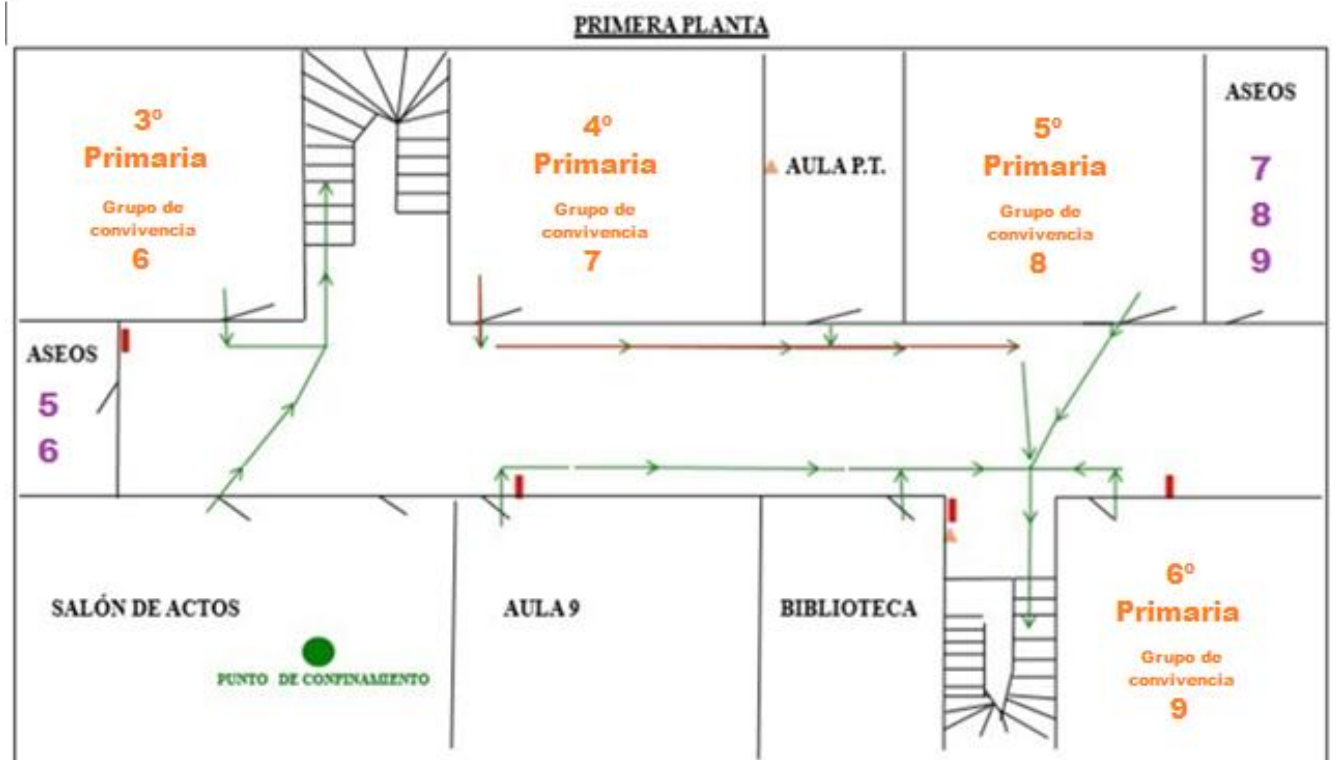 PRIMERA PLANTA
3º
Primaria
Grupo de
convivencia
6
4º
Primaria
Grupo de
convivencia
7
AULA P.T.
5º
Primaria
Grupo de
convivencia
8
ASEOS
7
8
9
ASEOS
5
6
SALÓN DE ACTOS
PUNTO DE CONFINAMIENTO
AULA 9
BIBLIOTECA
6º
Primaria
Grupo de
convivencia
9